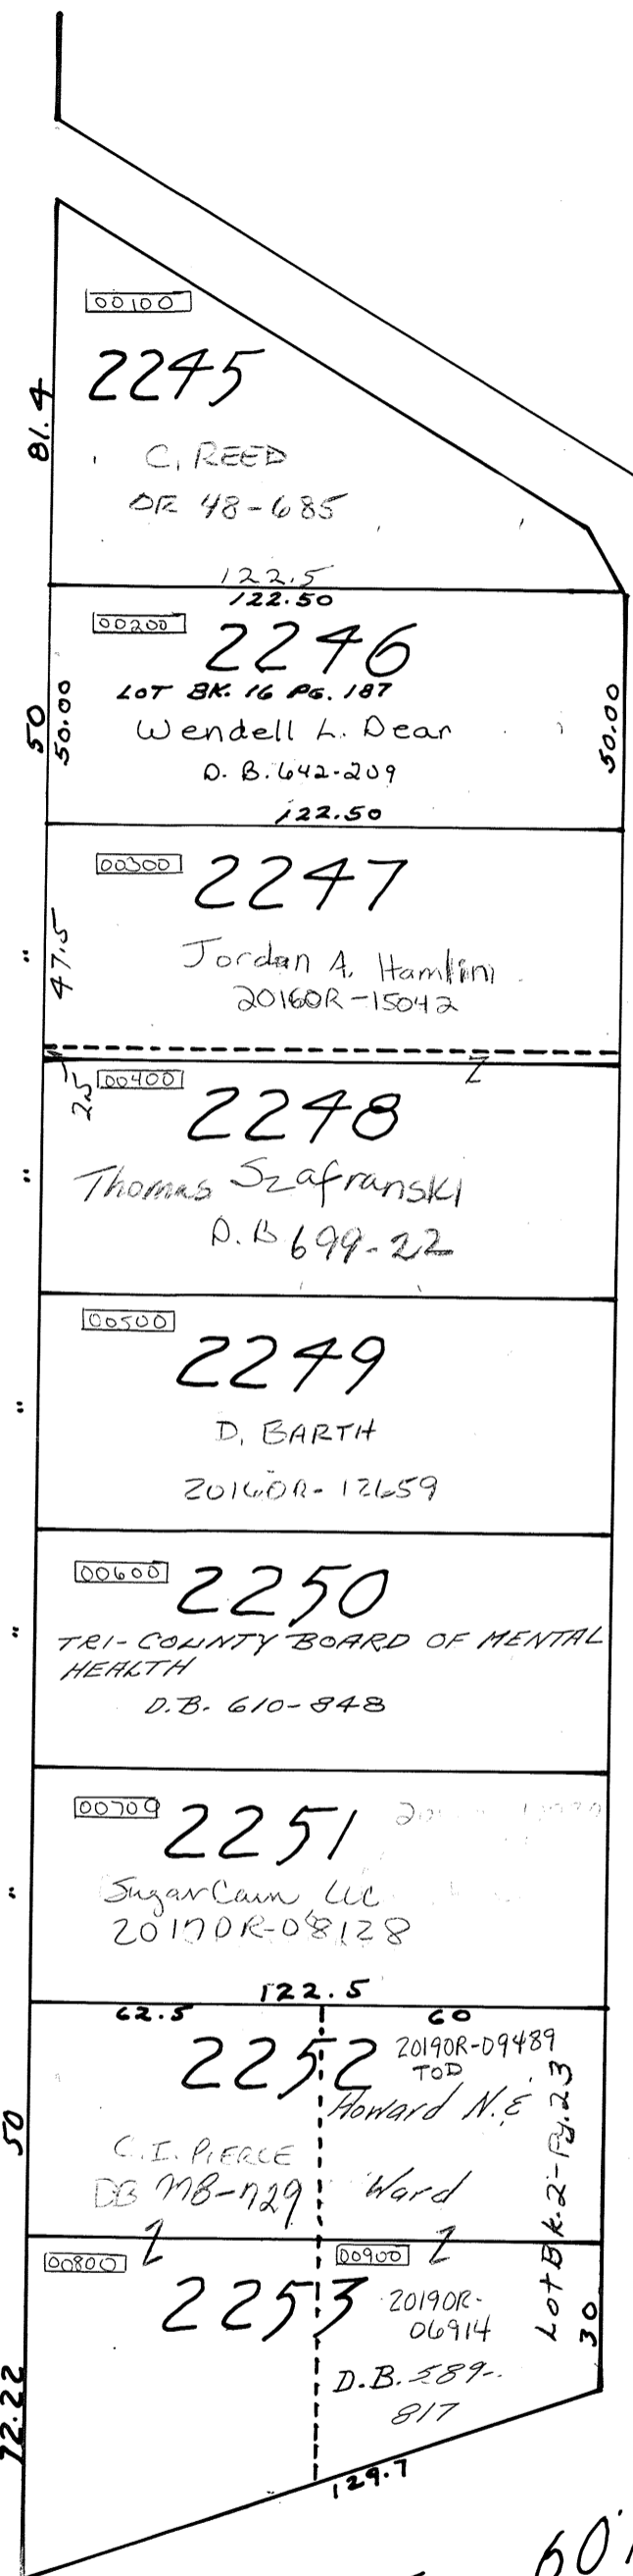 00100
2245
81.4
C. REED
OR 48-685
122.5
122.50
00200
2246
LOT BK. 16 PG. 187
50
50.00
50.00
Wendell L. Dear
D. B. 642-209
122.50
00300
2247
"
47.5
Jordan A. Hamlin
2016OR-15042
2.5
00400
Z
2248
"
Thomas Szafranski
D.B 699-22
00500
2249
"
D. BARTH
2016OR-12659
00600
2250
"
TRI-COUNTY BOARD OF MENTAL
HEALTH
D.B. 610-848
00700
2251
"
SugarCain LLC
2017OR-08128
122.5
62.5
60
2252
2019OR-09489
TOD
Howard N. &
Ward
50
C. I. PIERCE
DB 778-729
Lot Bk. 2-Pg. 23
Z
Z
00800
00900
2253
2019OR-
06914
30
D.B. 589-
817
72.22
129.7
60'